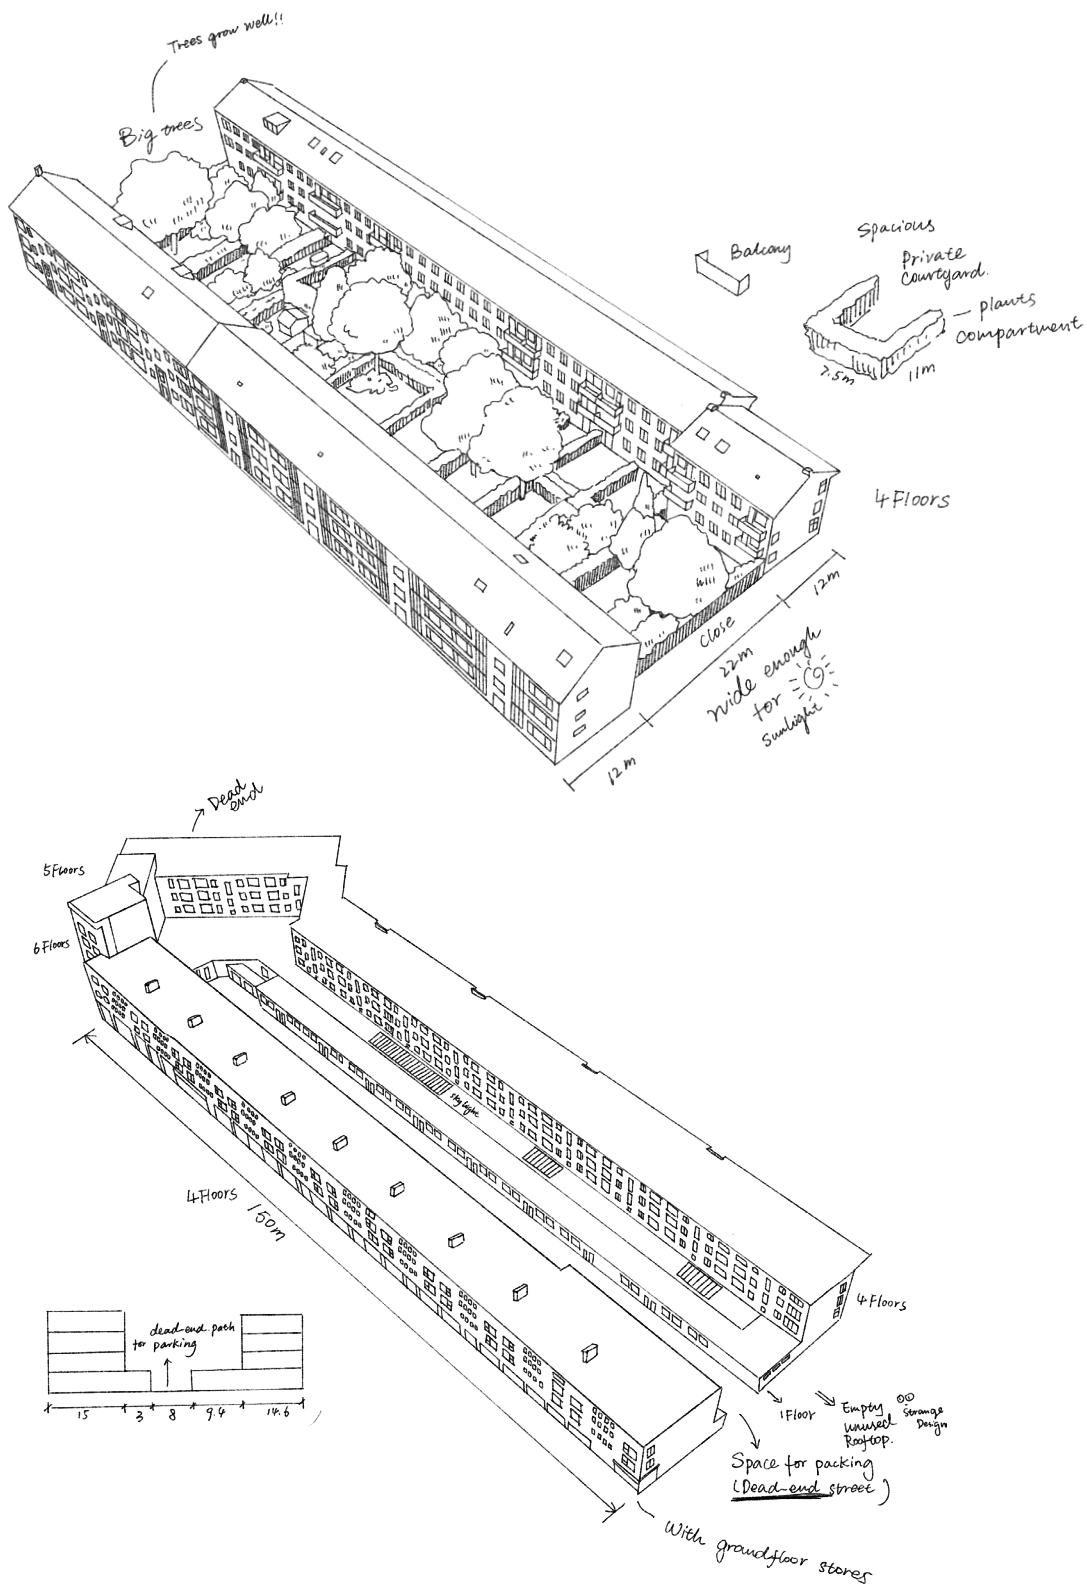 Trees grow well!!
Big trees
Balcony
Spacious
Private
courtyard.
plants
compartment
7.5m
11m
4 Floors
12m
close
22m
wide enough
for
sunlight
12m
Dead
end
5 Floors
6 Floors
skylight
4 Floors
150m
4 Floors
dead-end path
for parking
15
3
8
9.4
14.6
1 Floor
Empty
unused
Rooftop.
Strange
Design
Space for packing
(Dead-end street)
With groundfloor stores